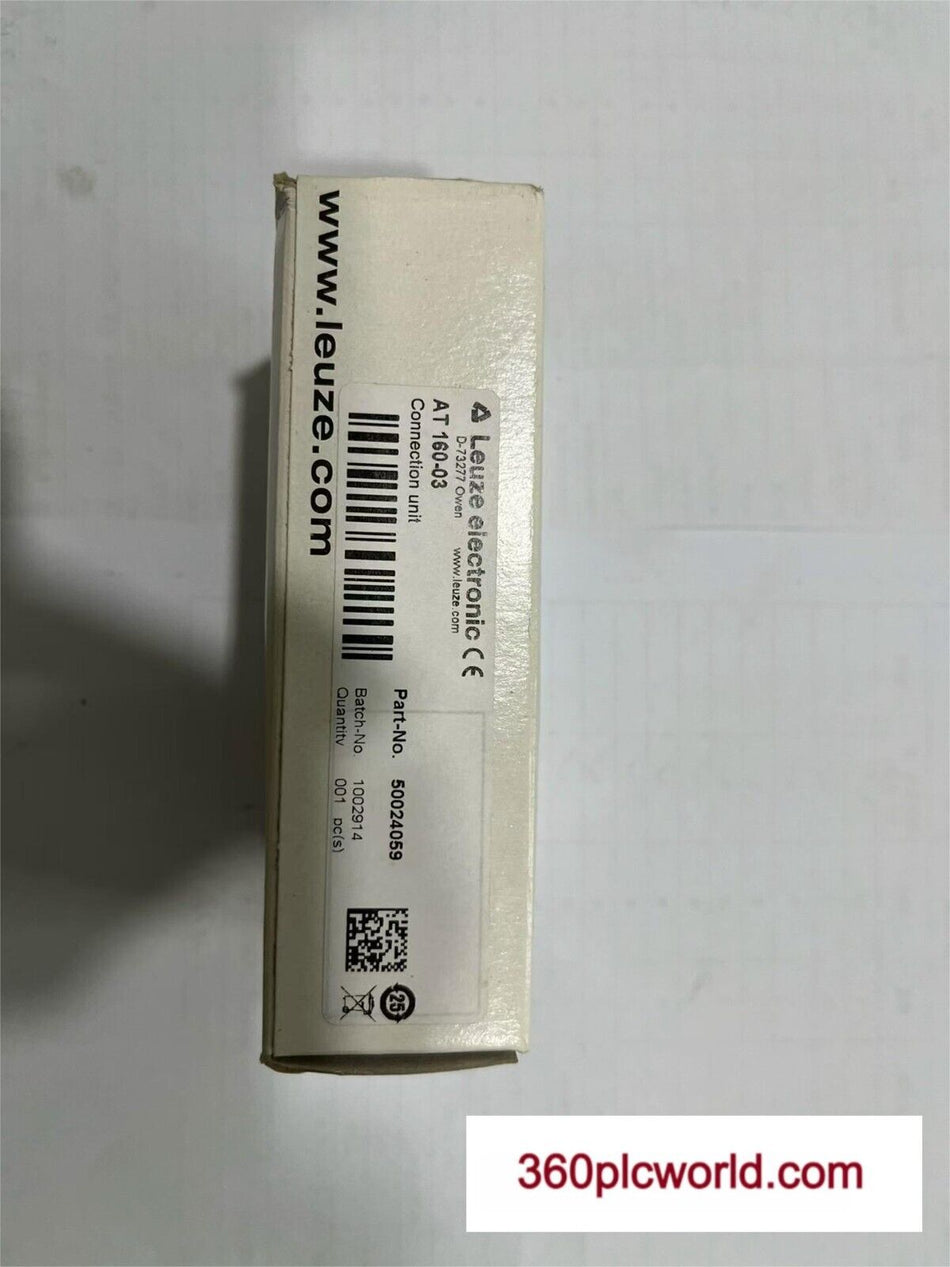 www.leuze.com
Leuze electronic CE
D-73277 Owen www.leuze.com
AT 160-03
Connection unit
Part-No. 50024059
Batch-No. 1002914
Quantity 001 pc(s)
25
360plcworld.com